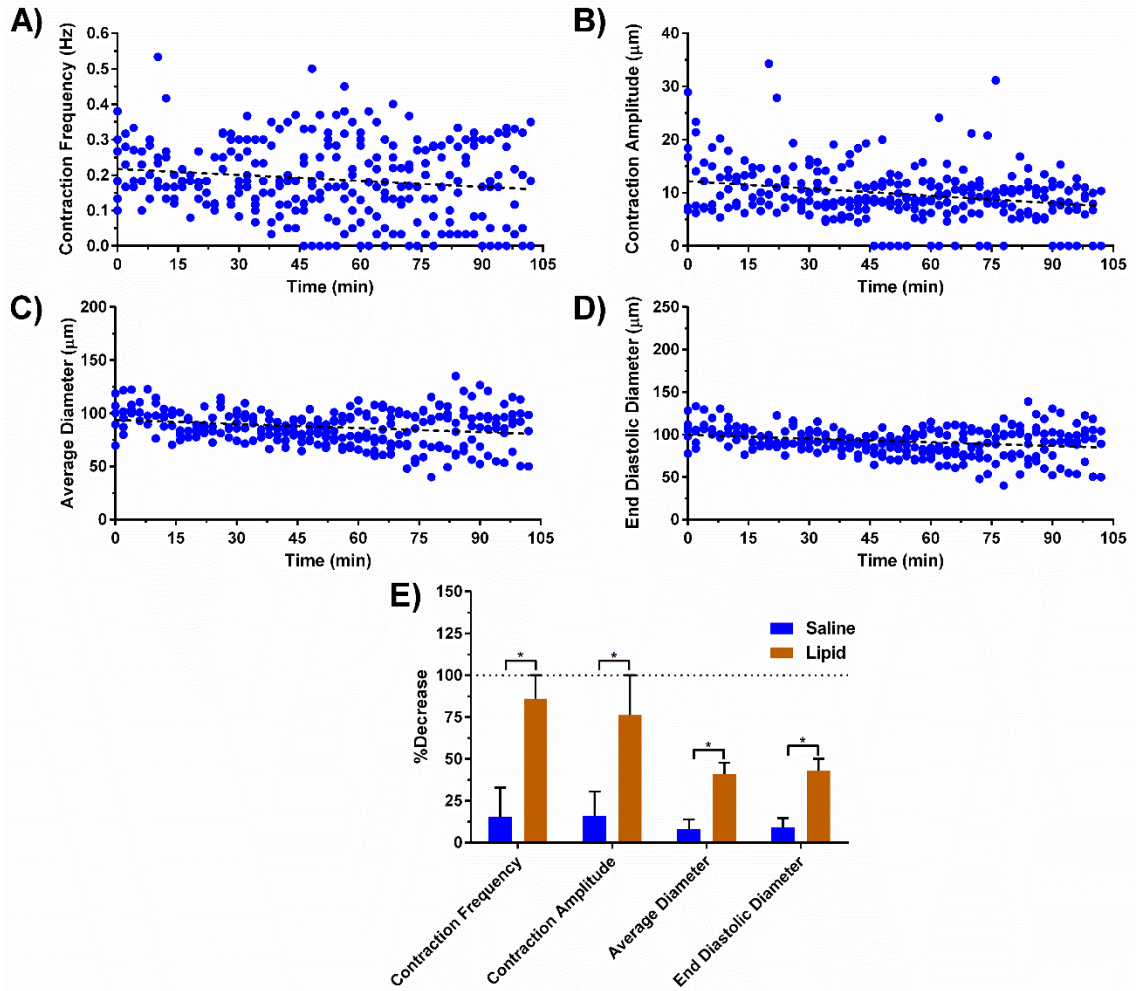 A)
Contraction Frequency (Hz)
0.6
0.5
0.4
0.3
0.2
0.1
0.0
0 15 30 45 60 75 90 105
Time (min)
B)
Contraction Amplitude (μm)
40
30
20
10
0
0 15 30 45 60 75 90 105
Time (min)
C)
Average Diameter (μm)
200
150
100
50
0
0 15 30 45 60 75 90 105
Time (min)
D)
End Diastolic Diameter (μm)
250
200
150
100
50
0
0 15 30 45 60 75 90 105
Time (min)
E)
%Decrease
150
125
100
75
50
25
0
Saline
Lipid
* * * *
Contraction Frequency
Contraction Amplitude
Average Diameter
End Diastolic Diameter